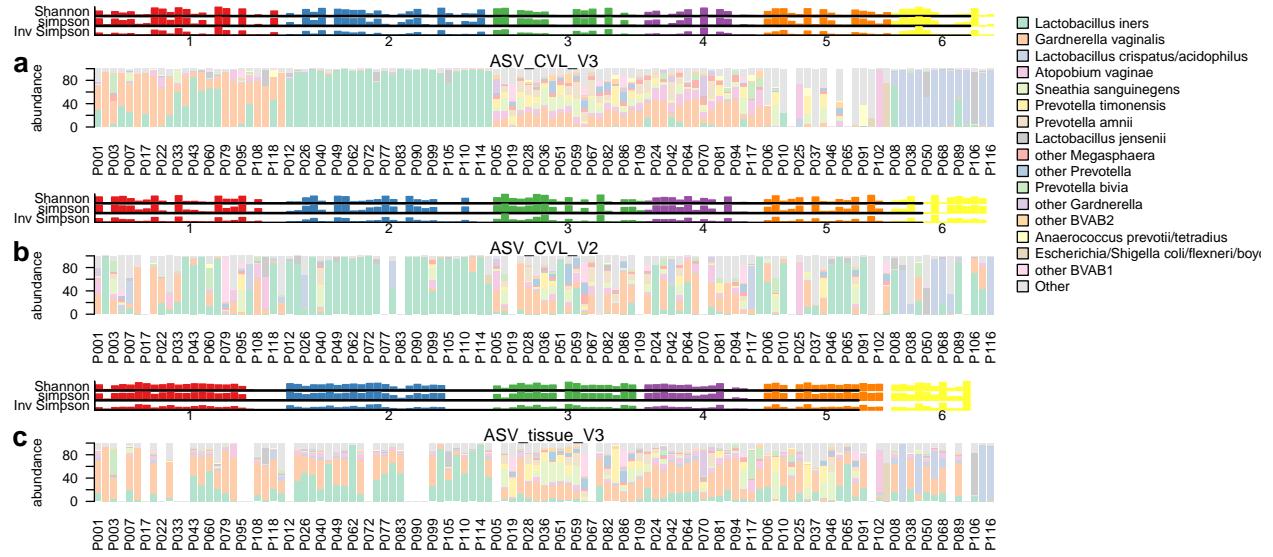 Shannon
simpson
Inv Simpson
1 2 3 4 5 6
a
ASV_CVL_V3
abundance
80
40
0
P001 P003 P007 P017 P022 P033 P043 P060 P079 P095 P108 P118 P012 P026 P040 P049 P062 P072 P077 P083 P099 P105 P110 P114 P005 P019 P028 P036 P051 P059 P067 P082 P086 P109 P024 P042 P064 P070 P081 P094 P117 P006 P010 P025 P037 P046 P065 P091 P102 P008 P038 P050 P068 P089 P106 P116
Shannon
simpson
Inv Simpson
1 2 3 4 5 6
b
ASV_CVL_V2
abundance
80
40
0
P001 P003 P007 P017 P022 P033 P043 P060 P079 P095 P108 P118 P012 P026 P040 P049 P062 P072 P077 P083 P099 P105 P110 P114 P005 P019 P028 P036 P051 P059 P067 P082 P086 P109 P024 P042 P064 P070 P081 P094 P117 P006 P010 P025 P037 P046 P065 P091 P102 P008 P038 P050 P068 P089 P106 P116
Shannon
simpson
Inv Simpson
1 2 3 4 5 6
c
ASV_tissue_V3
abundance
80
40
0
P001 P003 P007 P017 P022 P033 P043 P060 P079 P095 P108 P118 P012 P026 P040 P049 P062 P072 P077 P083 P099 P105 P110 P114 P005 P019 P028 P036 P051 P059 P067 P082 P086 P109 P024 P042 P064 P070 P081 P094 P117 P006 P010 P025 P037 P046 P065 P091 P102 P008 P038 P050 P068 P089 P106 P116
Lactobacillus iners
Gardnerella vaginalis
Lactobacillus crispatus/acidophilus
Atopobium vaginae
Sneathia sanguinegens
Prevotella timonensis
Prevotella amnii
Lactobacillus jensenii
other Megasphaera
other Prevotella
Prevotella bivia
other Gardnerella
other BVAB2
Anaerococcus prevotii/tetradius
Escherichia/Shigella coli/flexneri/boyd
other BVAB1
Other